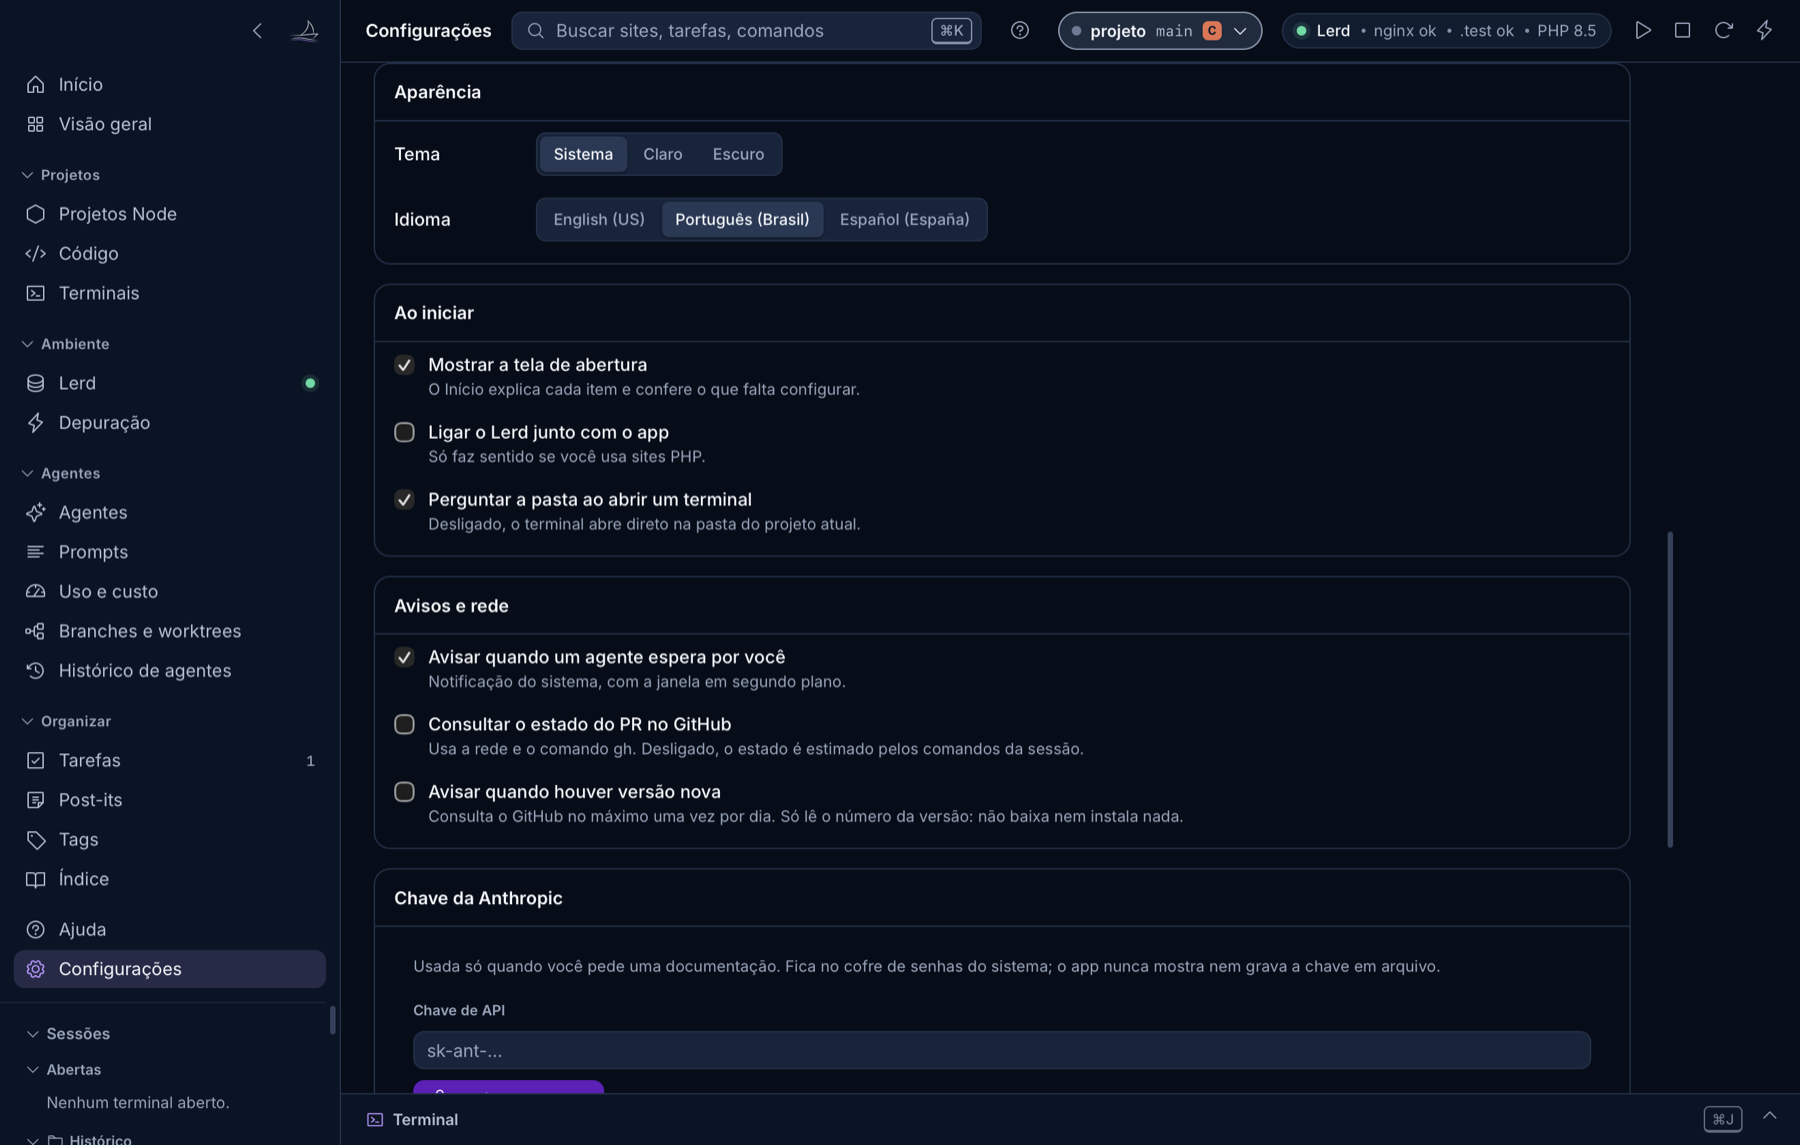 Configurações
Buscar sites, tarefas, comandos
⌘K
projeto main C
Lerd • nginx ok • .test ok • PHP 8.5
Início
Visão geral
Projetos
Projetos Node
Código
Terminais
Ambiente
Lerd
Depuração
Agentes
Agentes
Prompts
Uso e custo
Branches e worktrees
Histórico de agentes
Organizar
Tarefas 1
Post-its
Tags
Índice
Ajuda
Configurações
Sessões
Abertas
Nenhum terminal aberto.
Histórico
Aparência
Tema
Sistema Claro Escuro
Idioma
English (US) Português (Brasil) Español (España)
Ao iniciar
Mostrar a tela de abertura
O Início explica cada item e confere o que falta configurar.
Ligar o Lerd junto com o app
Só faz sentido se você usa sites PHP.
Perguntar a pasta ao abrir um terminal
Desligado, o terminal abre direto na pasta do projeto atual.
Avisos e rede
Avisar quando um agente espera por você
Notificação do sistema, com a janela em segundo plano.
Consultar o estado do PR no GitHub
Usa a rede e o comando gh. Desligado, o estado é estimado pelos comandos da sessão.
Avisar quando houver versão nova
Consulta o GitHub no máximo uma vez por dia. Só lê o número da versão: não baixa nem instala nada.
Chave da Anthropic
Usada só quando você pede uma documentação. Fica no cofre de senhas do sistema; o app nunca mostra nem grava a chave em arquivo.
Chave de API
sk-ant-...
Terminal
⌘J